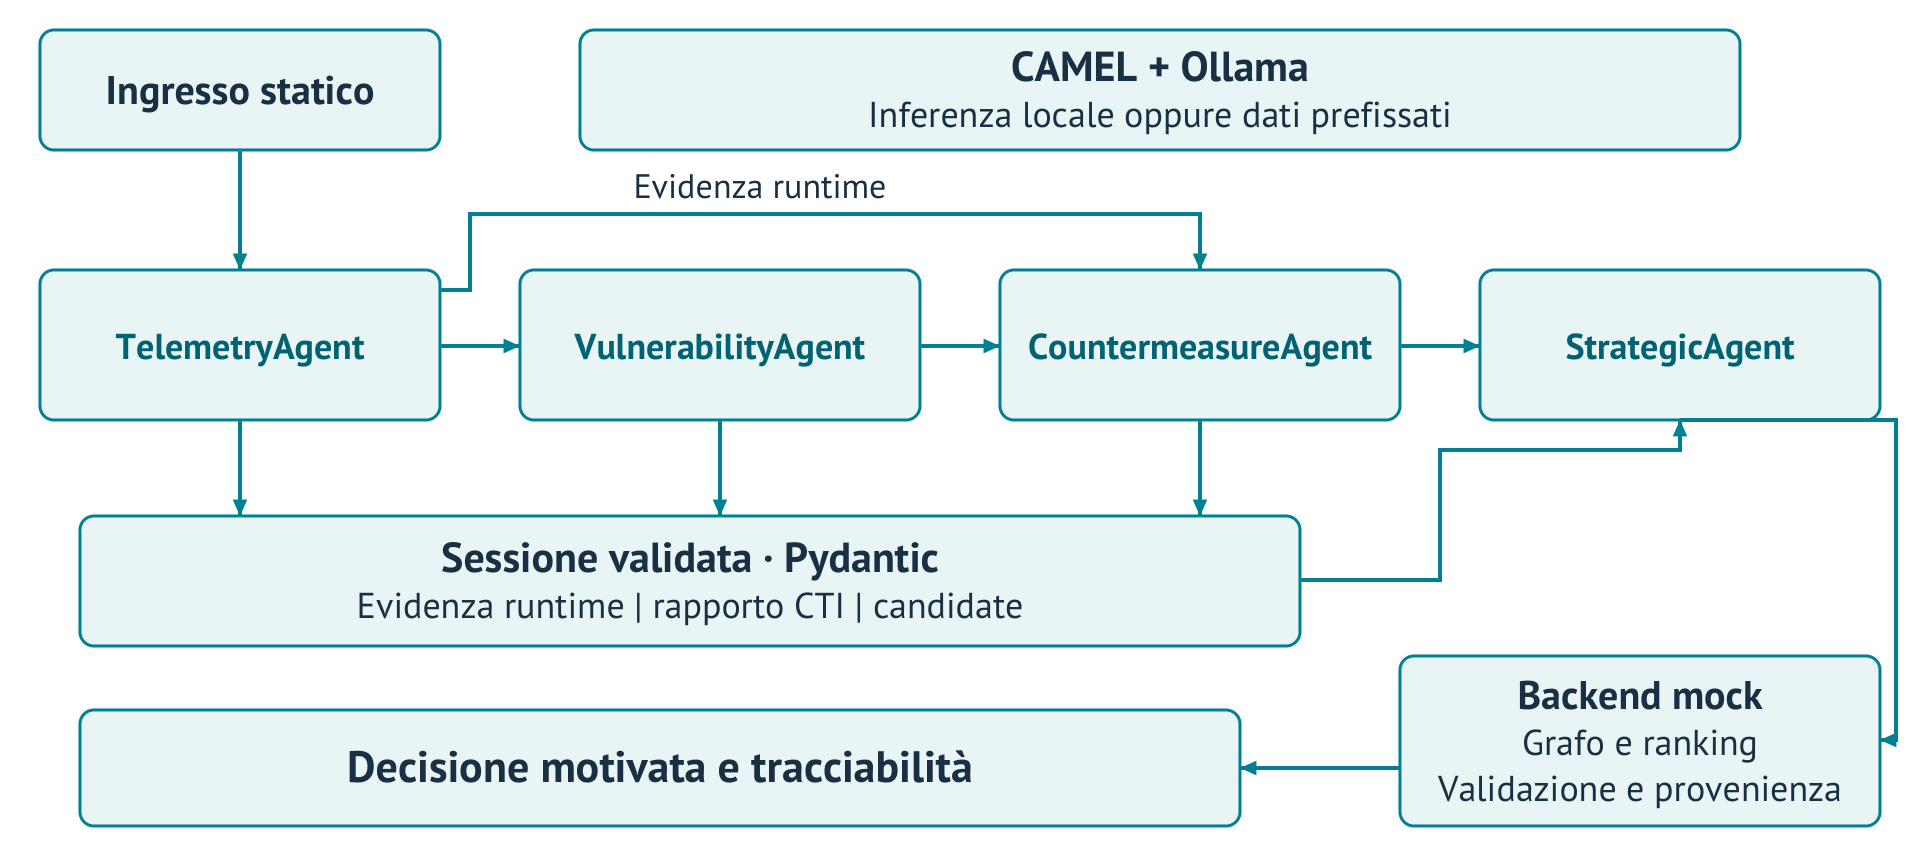 Ingresso statico
CAMEL + Ollama
Inferenza locale oppure dati prefissati
Evidenza runtime
TelemetryAgent
VulnerabilityAgent
CountermeasureAgent
StrategicAgent
Sessione validata · Pydantic
Evidenza runtime | rapporto CTI | candidate
Backend mock
Grafo e ranking
Validazione e provenienza
Decisione motivata e tracciabilità